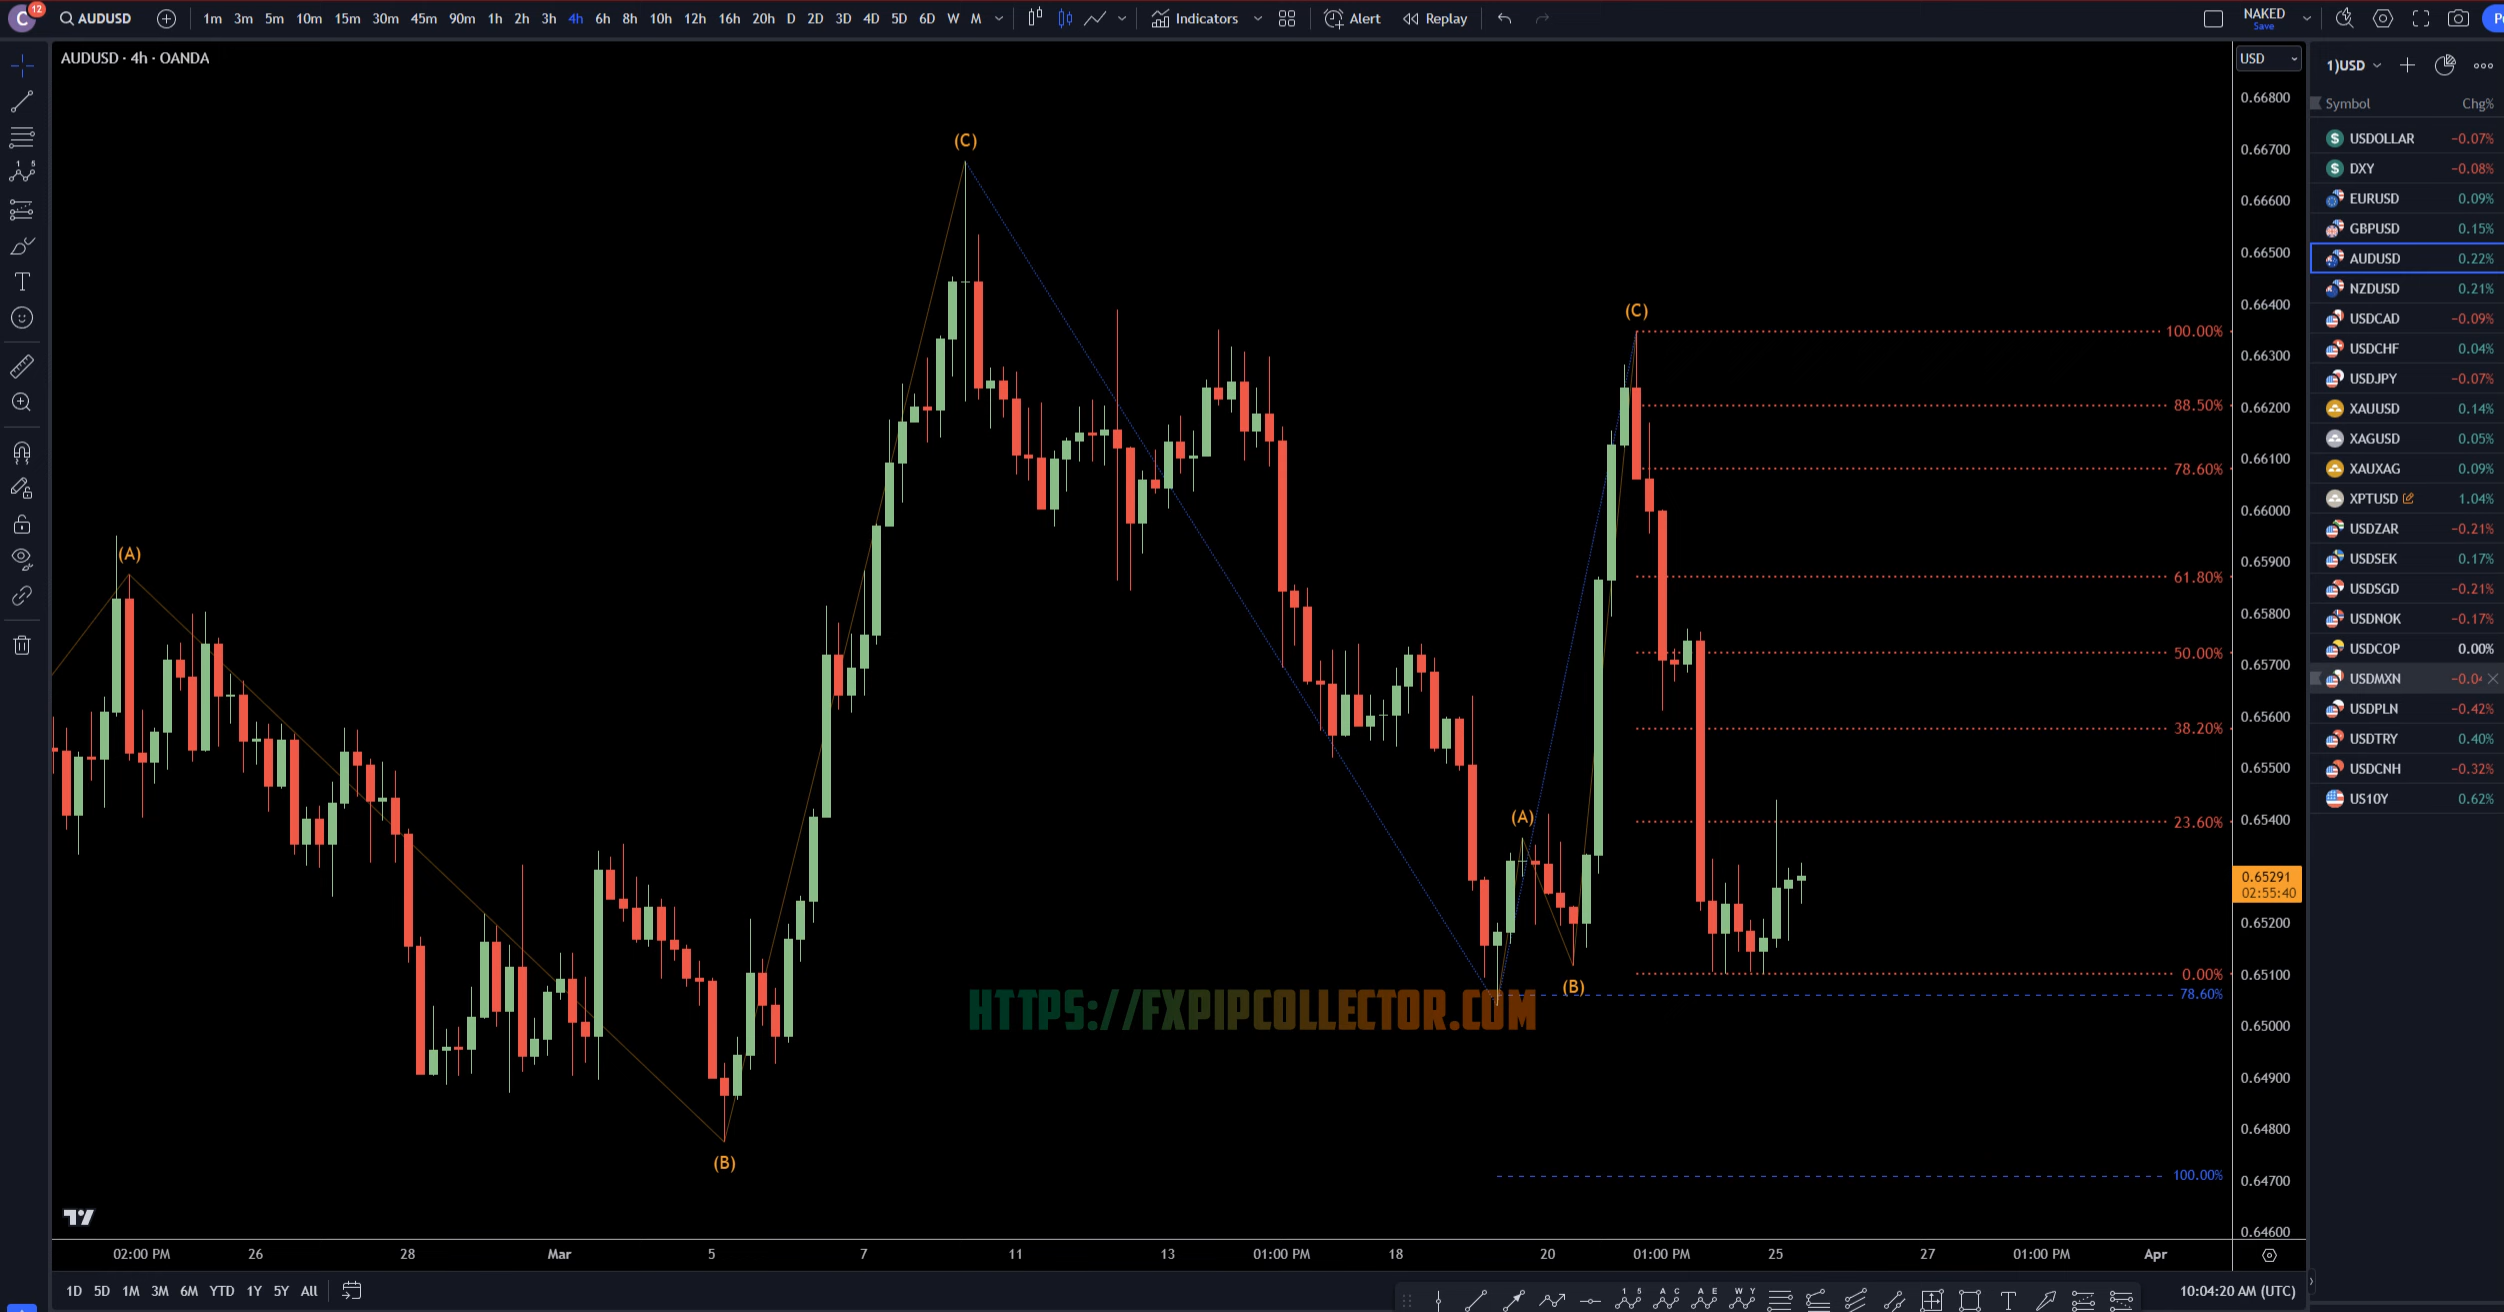 C 12 AUDUSD 1m 3m 5m 10m 15m 30m 45m 90m 1h 2h 3h 4h 6h 8h 10h 12h 16h 20h D 2D 3D 4D 5D 6D W M Indicators Alert Replay NAKED
Save
AUDUSD · 4h · OANDA
USD
1)USD
Symbol Chg%
USDOLLAR −0.07%
DXY −0.08%
EURUSD 0.09%
GBPUSD 0.15%
AUDUSD 0.22%
NZDUSD 0.21%
USDCAD −0.09%
USDCHF 0.04%
USDJPY −0.07%
XAUUSD 0.14%
XAGUSD 0.05%
XAUXAG 0.09%
XPTUSD 1.04%
USDZAR −0.21%
USDSEK 0.17%
USDSGD −0.21%
USDNOK −0.17%
USDCOP 0.00%
USDMXN −0.04
USDPLN −0.42%
USDTRY 0.40%
USDCNH −0.32%
US10Y 0.62%
0.66800
0.66700
0.66600
0.66500
0.66400
0.66300
0.66200
0.66100
0.66000
0.65900
0.65800
0.65700
0.65600
0.65500
0.65400
0.65291
02:55:40
0.65200
0.65100
0.65000
0.64900
0.64800
0.64700
0.64600
(C)
(C)
100.00%
88.50%
78.60%
(A)
61.80%
50.00%
38.20%
(A)
23.60%
0.00%
(B)
78.60%
HTTPS://FXPIPCOLLECTOR.COM
(B)
100.00%
02:00 PM 26 28 Mar 5 7 11 13 01:00 PM 18 20 01:00 PM 25 27 01:00 PM Apr
1D 5D 1M 3M 6M YTD 1Y 5Y All
10:04:20 AM (UTC)